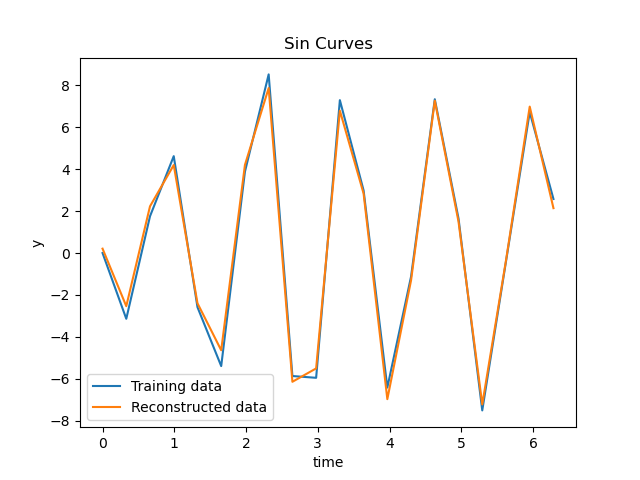 Sin Curves
8
6
4
2
0
−2
−4
−6
−8
y
Training data
Reconstructed data
0 1 2 3 4 5 6
time